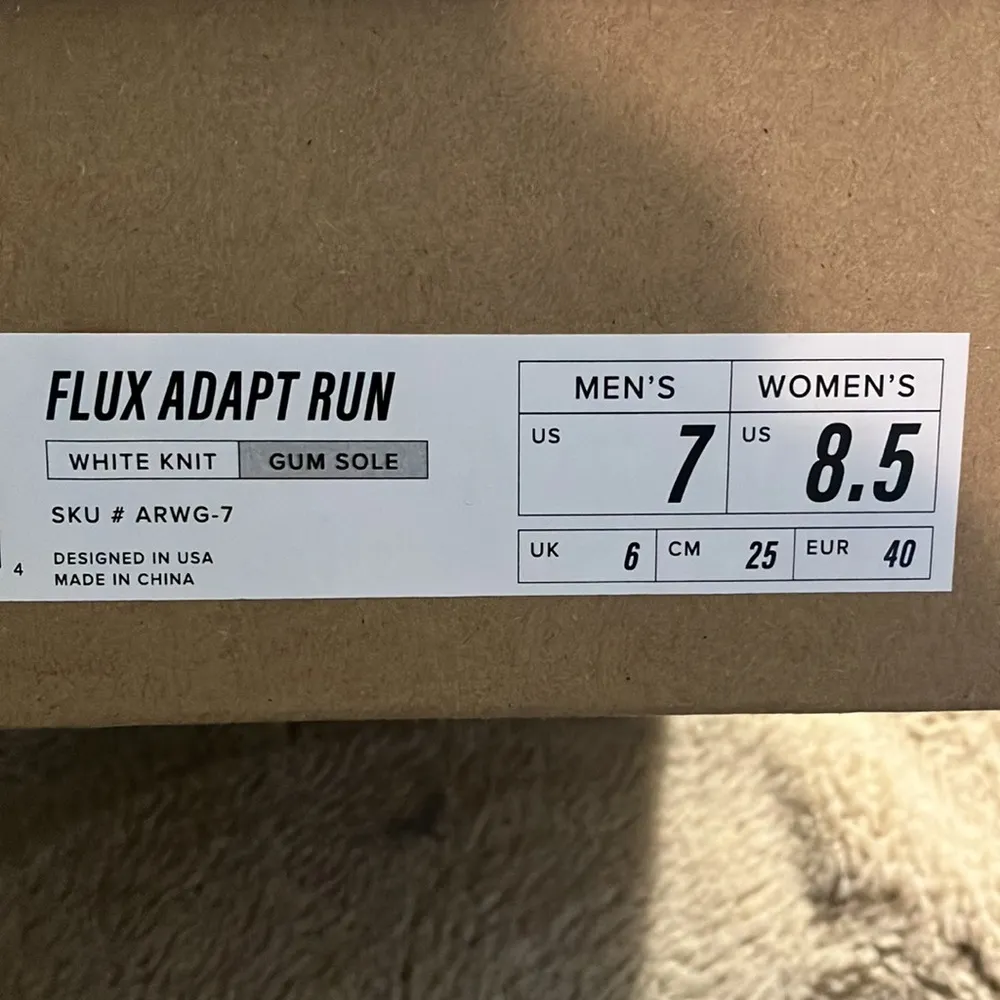 FLUX ADAPT RUN
WHITE KNIT GUM SOLE
SKU # ARWG-7
DESIGNED IN USA
MADE IN CHINA
4
MEN'S WOMEN'S
US 7 US 8.5
UK 6 CM 25 EUR 40